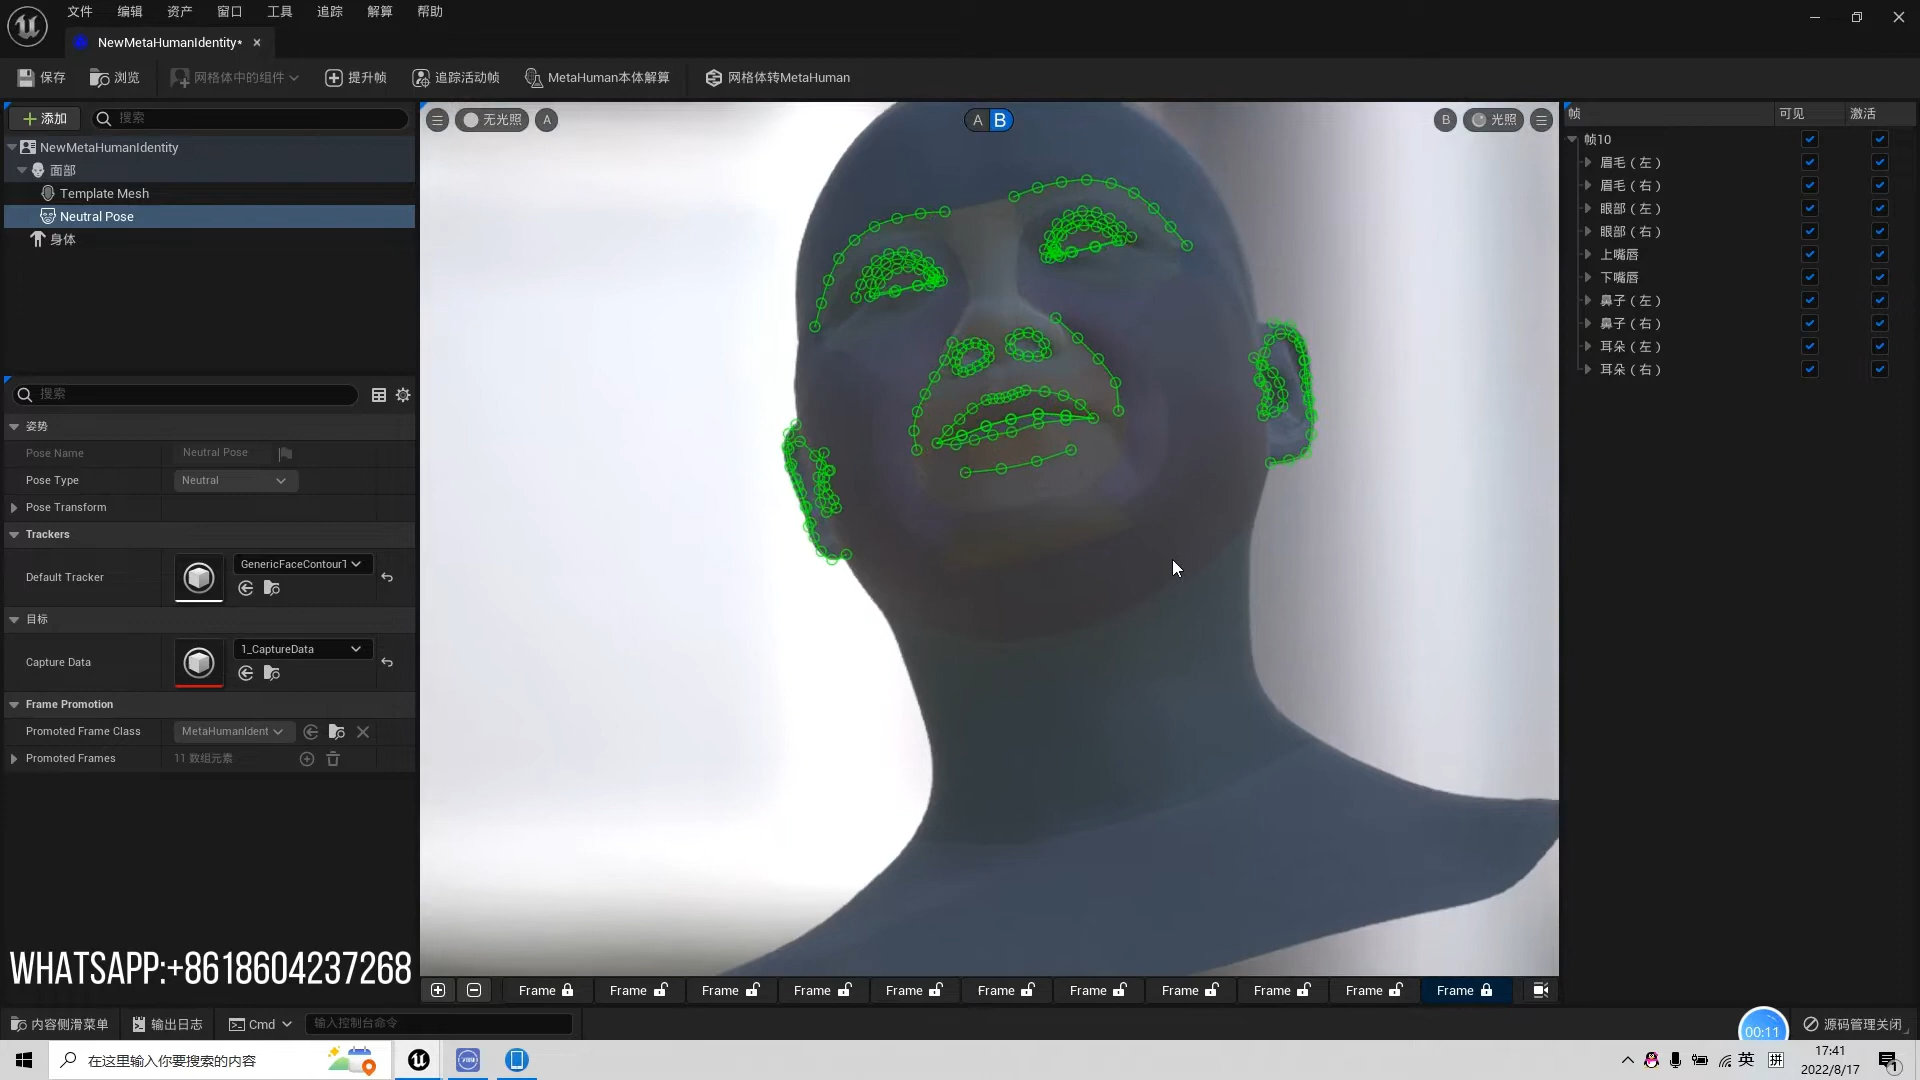 文件 编辑 资产 窗口 工具 追踪 解算 帮助
NewMetaHumanIdentity*
保存 浏览 网格体中的组件 提升帧 追踪活动帧 MetaHuman本体解算 网格体转MetaHuman
添加 搜索
NewMetaHumanIdentity
面部
Template Mesh
Neutral Pose
身体
搜索
姿势
Pose Name Neutral Pose
Pose Type Neutral
Pose Transform
Trackers
Default Tracker GenericFaceContourT
目标
Capture Data 1_CaptureData
Frame Promotion
Promoted Frame Class MetaHumanIdent
Promoted Frames 11 数组元素
WHATSAPP:+8618604237268
无光照 A A B B 光照
Frame Frame Frame Frame Frame Frame Frame Frame Frame Frame Frame
帧 可见 激活
帧10
眉毛（左）
眉毛（右）
眼部（左）
眼部（右）
上嘴唇
下嘴唇
鼻子（左）
鼻子（右）
耳朵（左）
耳朵（右）
内容侧滑菜单 输出日志 Cmd 输入控制台命令 00:11 源码管理关闭
在这里输入你要搜索的内容 英 拼 17:41
2022/8/17 1